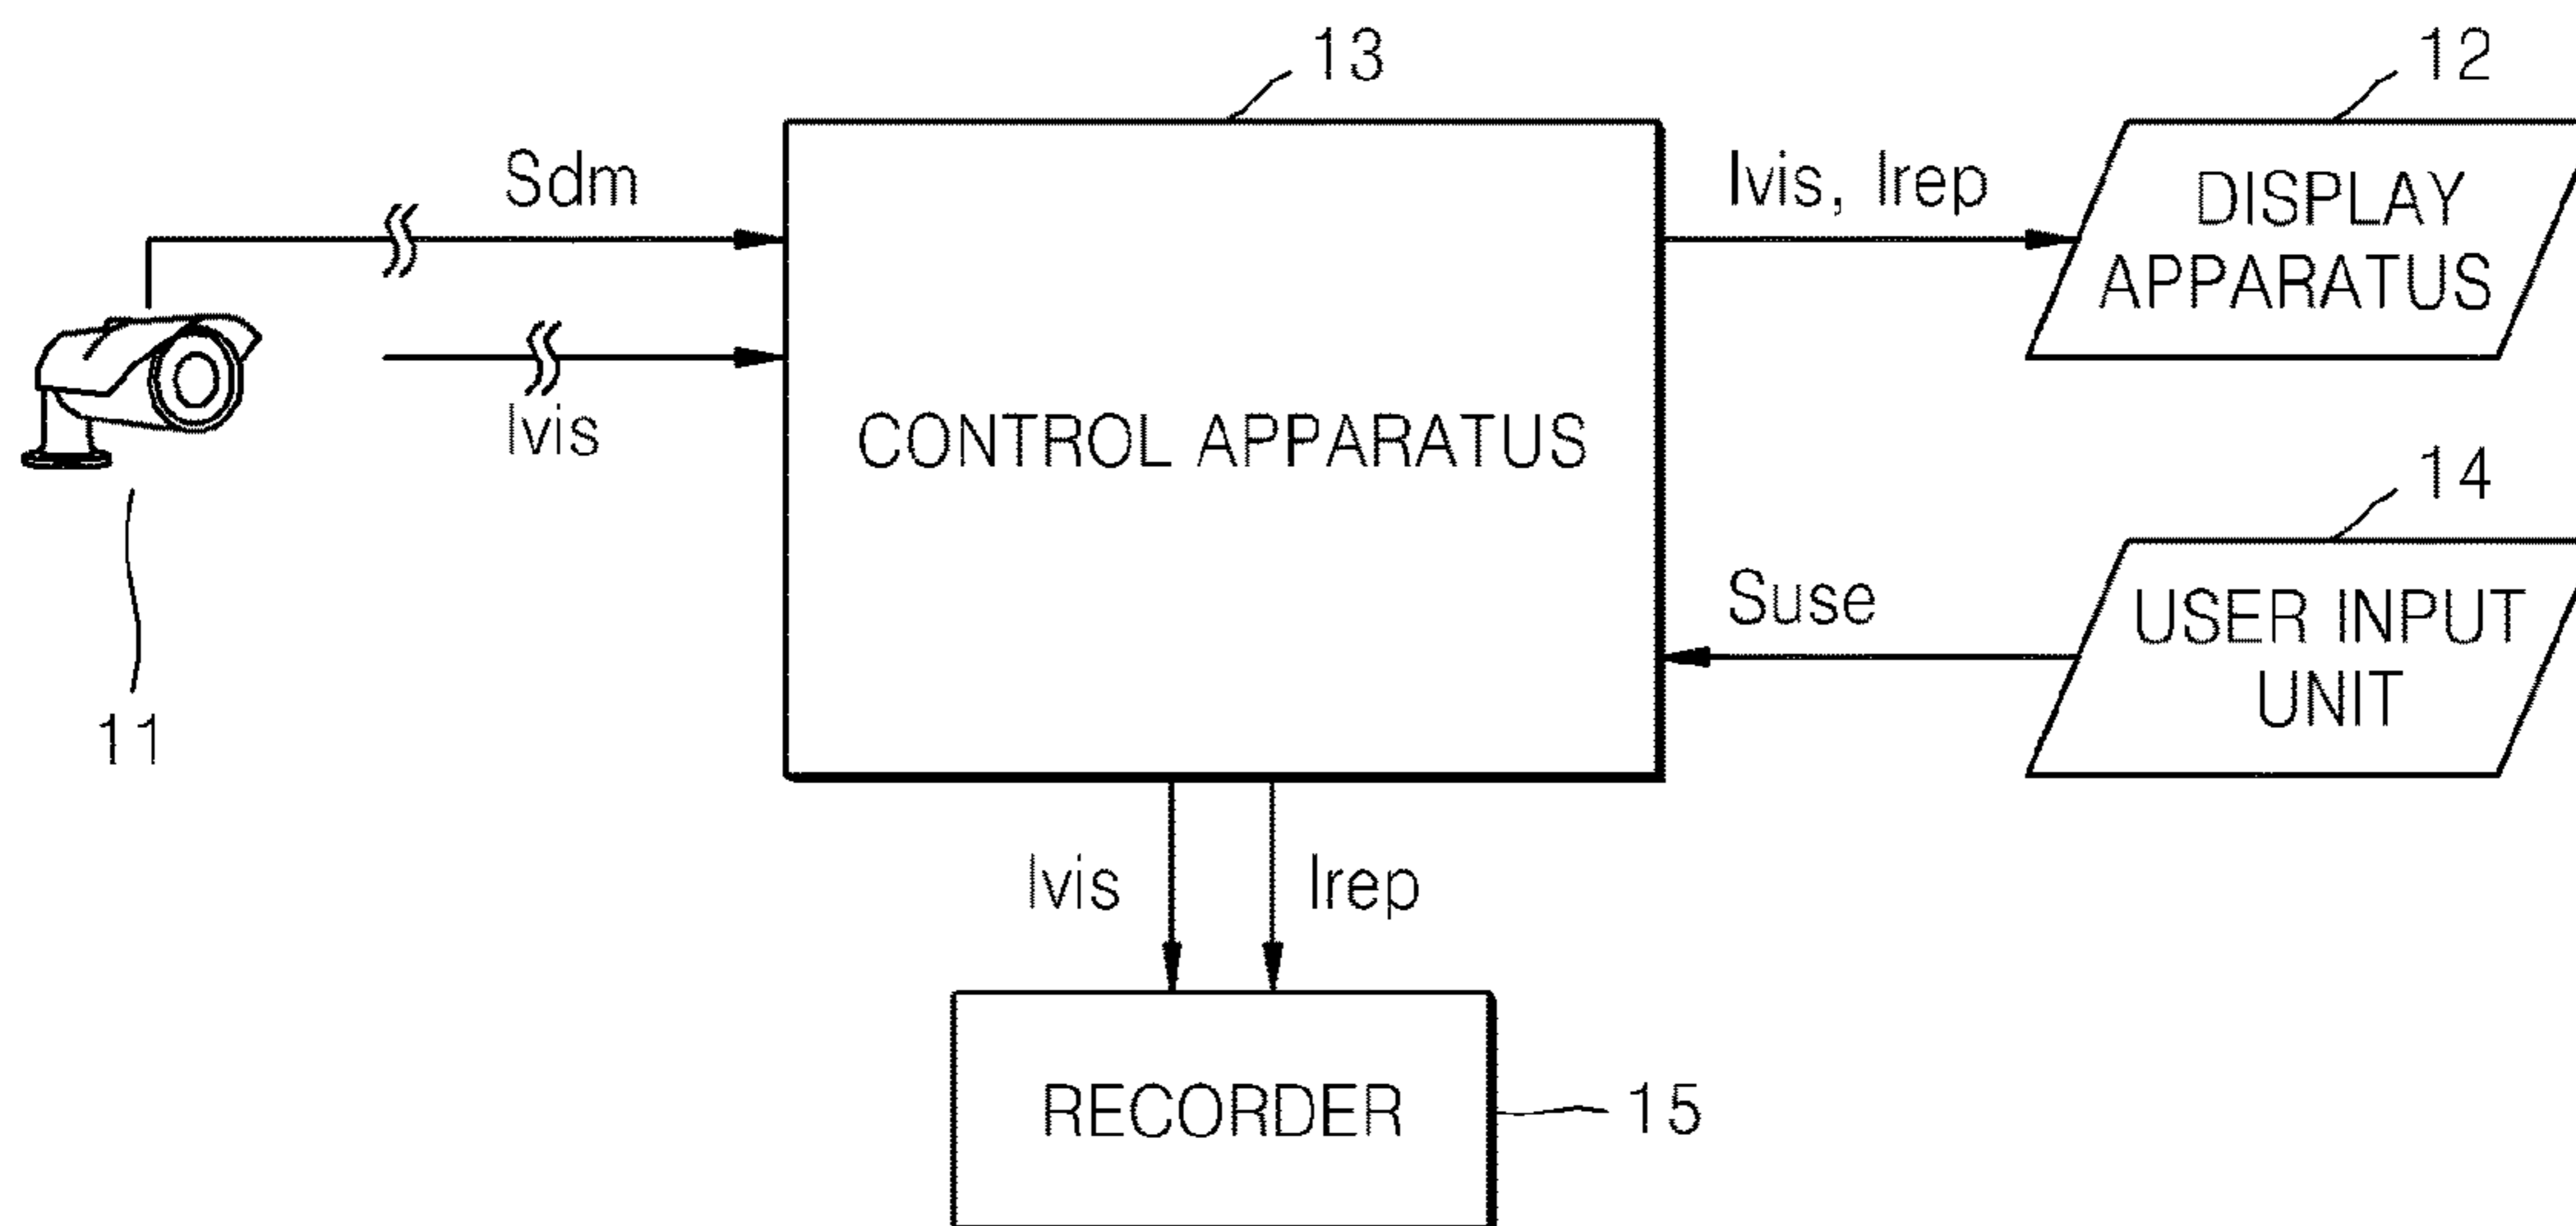 13
12
Sdm
Ivis, Irep
DISPLAY
APPARATUS
Ivis
CONTROL APPARATUS
14
Suse
USER INPUT
UNIT
11
Ivis
Irep
RECORDER
15